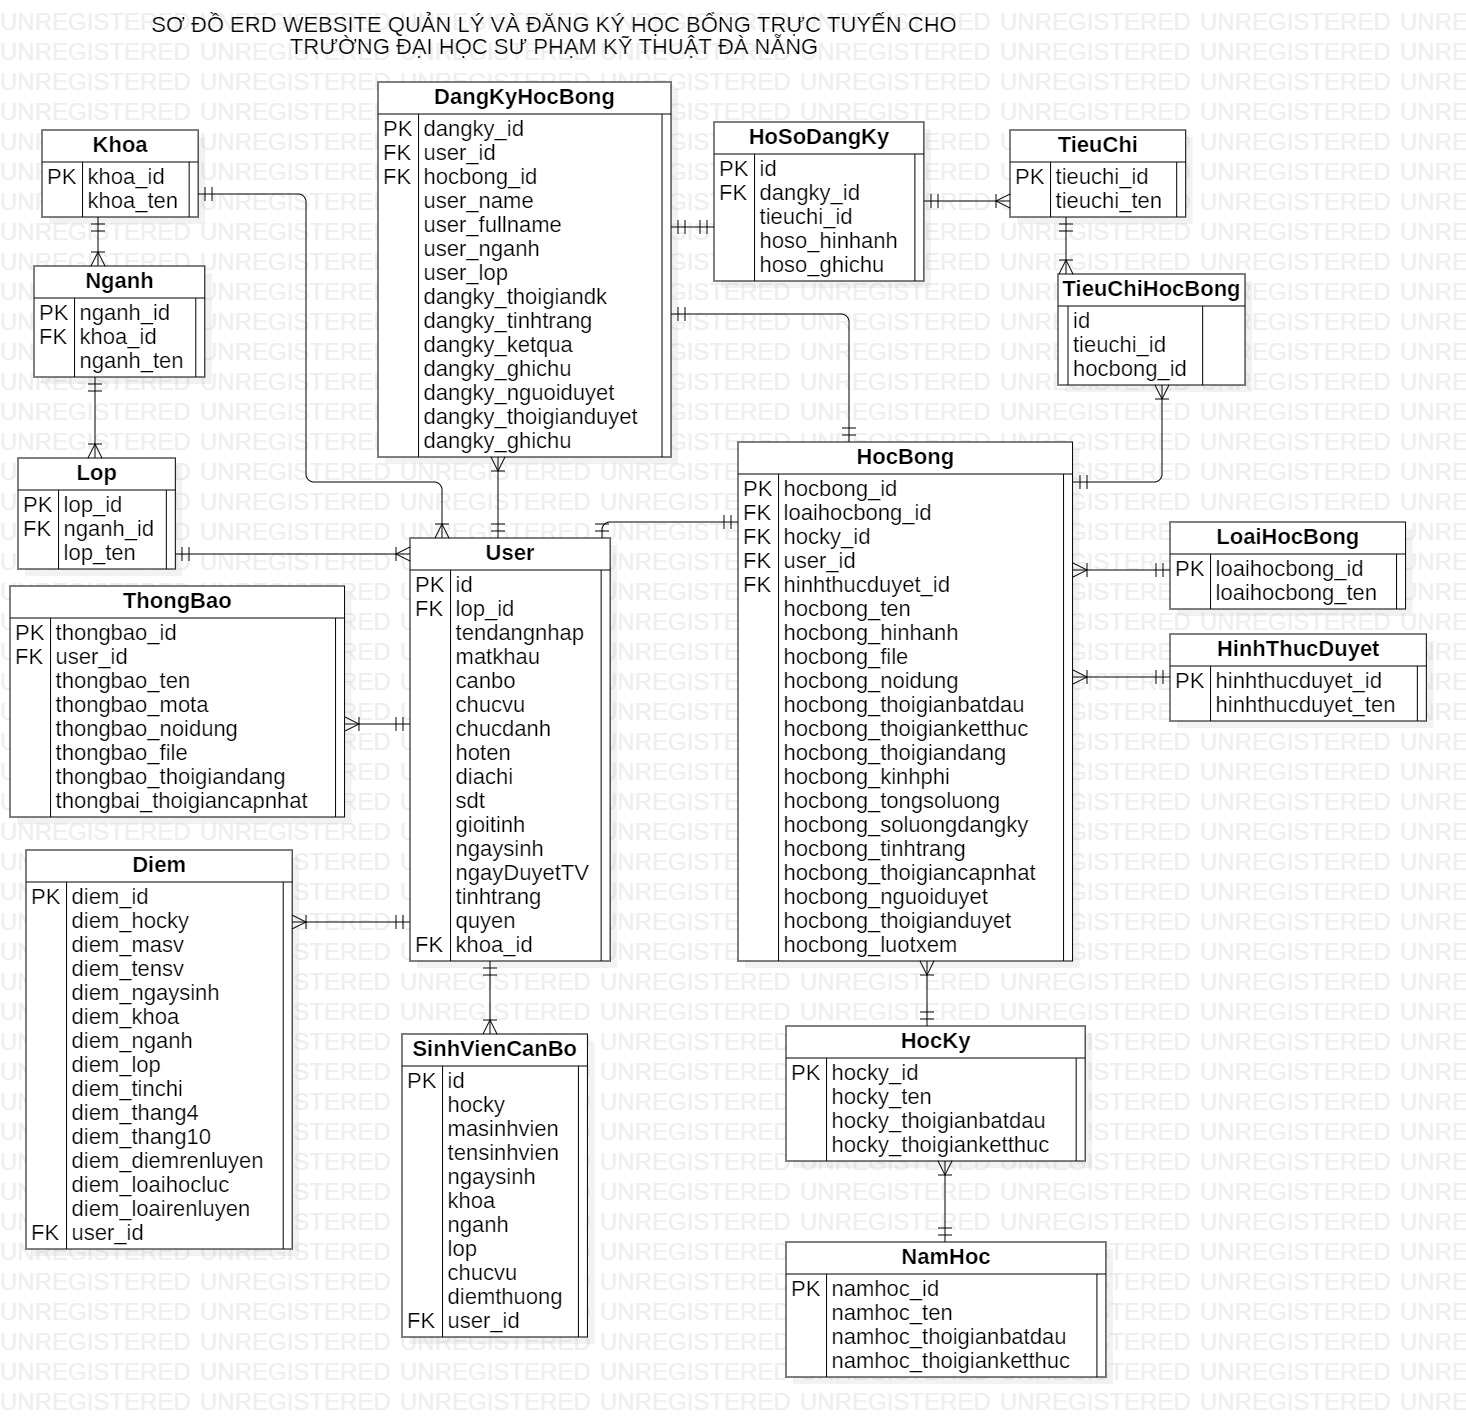 SƠ ĐỒ ERD WEBSITE QUẢN LÝ VÀ ĐĂNG KÝ HỌC BỔNG TRỰC TUYẾN CHO
TRƯỜNG ĐẠI HỌC SƯ PHẠM KỸ THUẬT ĐÀ NẴNG
DangKyHocBong
PK dangky_id
FK user_id
FK hocbong_id
user_name
user_fullname
user_nganh
user_lop
dangky_thoigiandk
dangky_tinhtrang
dangky_ketqua
dangky_ghichu
dangky_nguoiduyet
dangky_thoigianduyet
dangky_ghichu
HoSoDangKy
PK id
FK dangky_id
tieuchi_id
hoso_hinhanh
hoso_ghichu
TieuChi
PK tieuchi_id
tieuchi_ten
Khoa
PK khoa_id
khoa_ten
Nganh
PK nganh_id
FK khoa_id
nganh_ten
TieuChiHocBong
id
tieuchi_id
hocbong_id
Lop
PK lop_id
FK nganh_id
lop_ten
HocBong
PK hocbong_id
FK loaihocbong_id
FK hocky_id
FK user_id
FK hinhthucduyet_id
hocbong_ten
hocbong_hinhanh
hocbong_file
hocbong_noidung
hocbong_thoigianbatdau
hocbong_thoigianketthuc
hocbong_thoigiandang
hocbong_kinhphi
hocbong_tongsoluong
hocbong_soluongdangky
hocbong_tinhtrang
hocbong_thoigiancapnhat
hocbong_nguoiduyet
hocbong_thoigianduyet
hocbong_luotxem
LoaiHocBong
PK loaihocbong_id
loaihocbong_ten
HinhThucDuyet
PK hinhthucduyet_id
hinhthucduyet_ten
User
PK id
FK lop_id
tendangnhap
matkhau
canbo
chucvu
chucdanh
hoten
diachi
sdt
gioitinh
ngaysinh
ngayDuyetTV
tinhtrang
quyen
FK khoa_id
ThongBao
PK thongbao_id
FK user_id
thongbao_ten
thongbao_mota
thongbao_noidung
thongbao_file
thongbao_thoigiandang
thongbai_thoigiancapnhat
Diem
PK diem_id
diem_hocky
diem_masv
diem_tensv
diem_ngaysinh
diem_khoa
diem_nganh
diem_lop
diem_tinchi
diem_thang4
diem_thang10
diem_diemrenluyen
diem_loaihocluc
diem_loairenluyen
FK user_id
SinhVienCanBo
PK id
hocky
masinhvien
tensinhvien
ngaysinh
khoa
nganh
lop
chucvu
diemthuong
FK user_id
HocKy
PK hocky_id
hocky_ten
hocky_thoigianbatdau
hocky_thoigianketthuc
NamHoc
PK namhoc_id
namhoc_ten
namhoc_thoigianbatdau
namhoc_thoigianketthuc